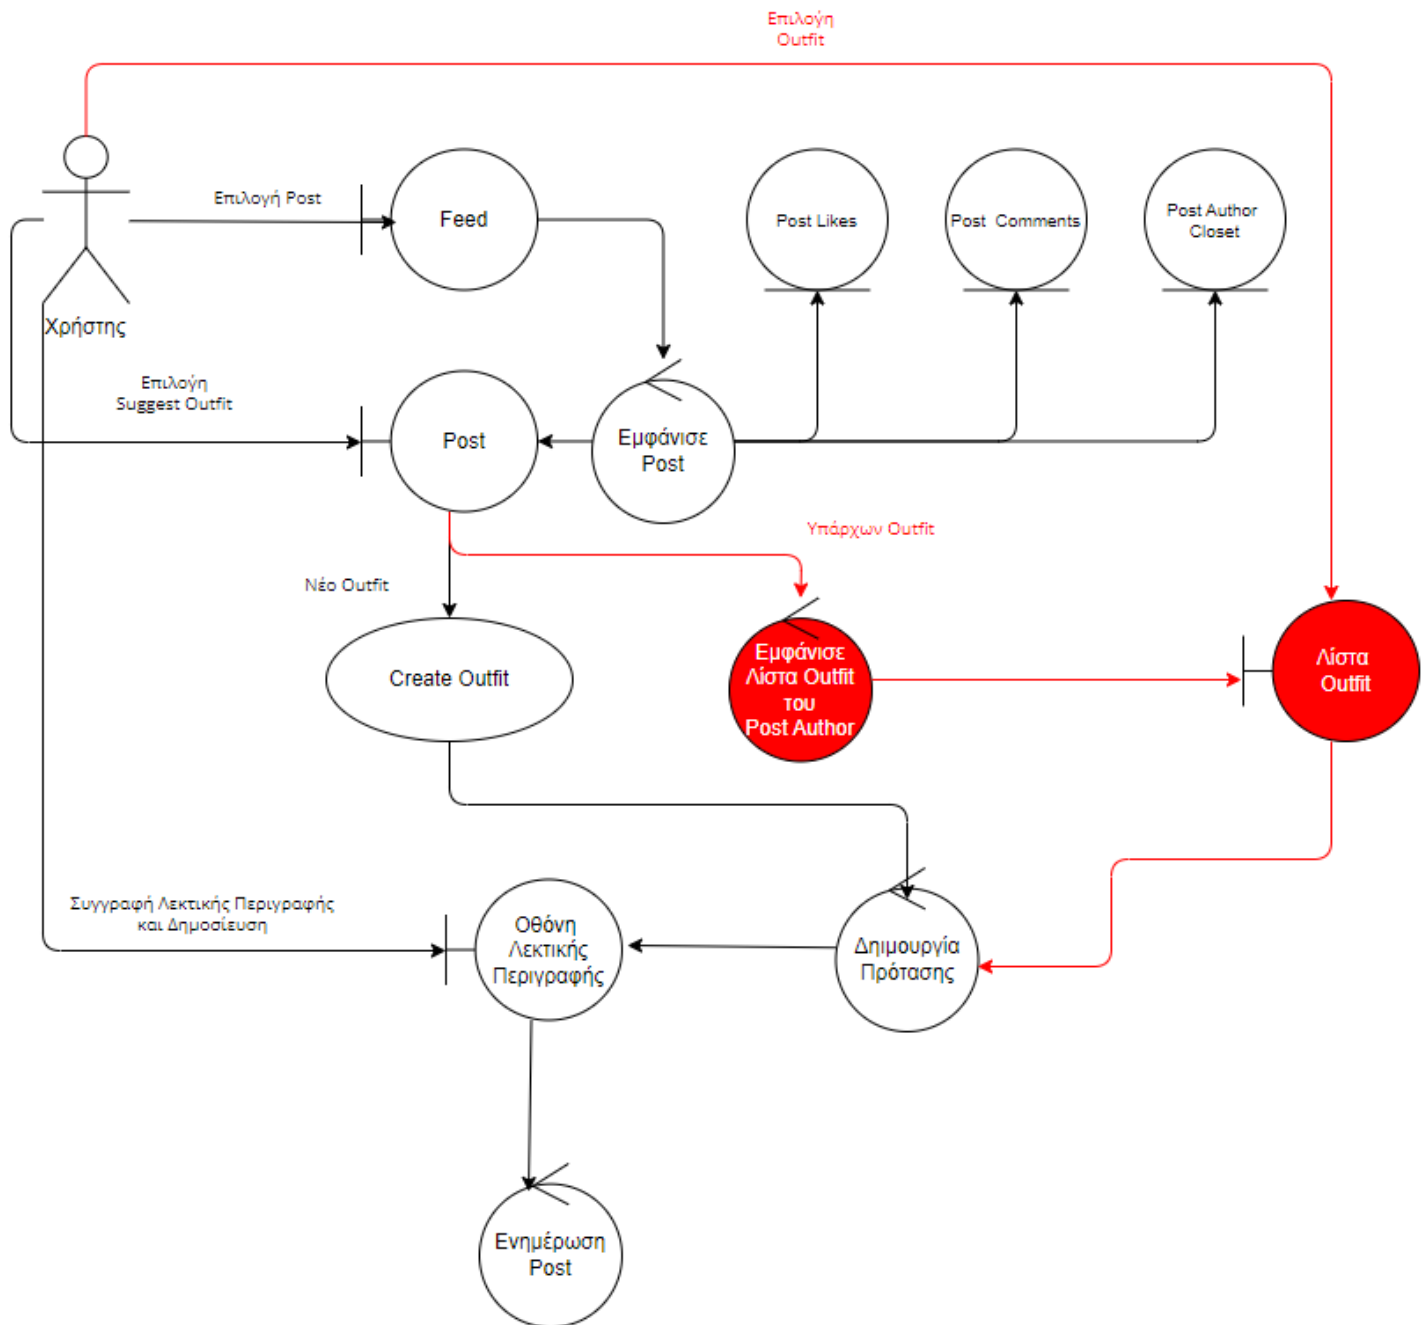 Επιλογή
Outfit
Επιλογή Post
Feed
Post Likes
Post Comments
Post Author
Closet
Χρήστης
Επιλογή
Suggest Outfit
Post
Εμφάνισε
Post
Υπάρχων Outfit
Νέο Outfit
Create Outfit
Εμφάνισε
Λίστα Outfit
του
Post Author
Λίστα
Outfit
Συγγραφή Λεκτικής Περιγραφής
και Δημοσίευση
Οθόνη
Λεκτικής
Περιγραφής
Δηιμουργία
Πρότασης
Ενημέρωση
Post